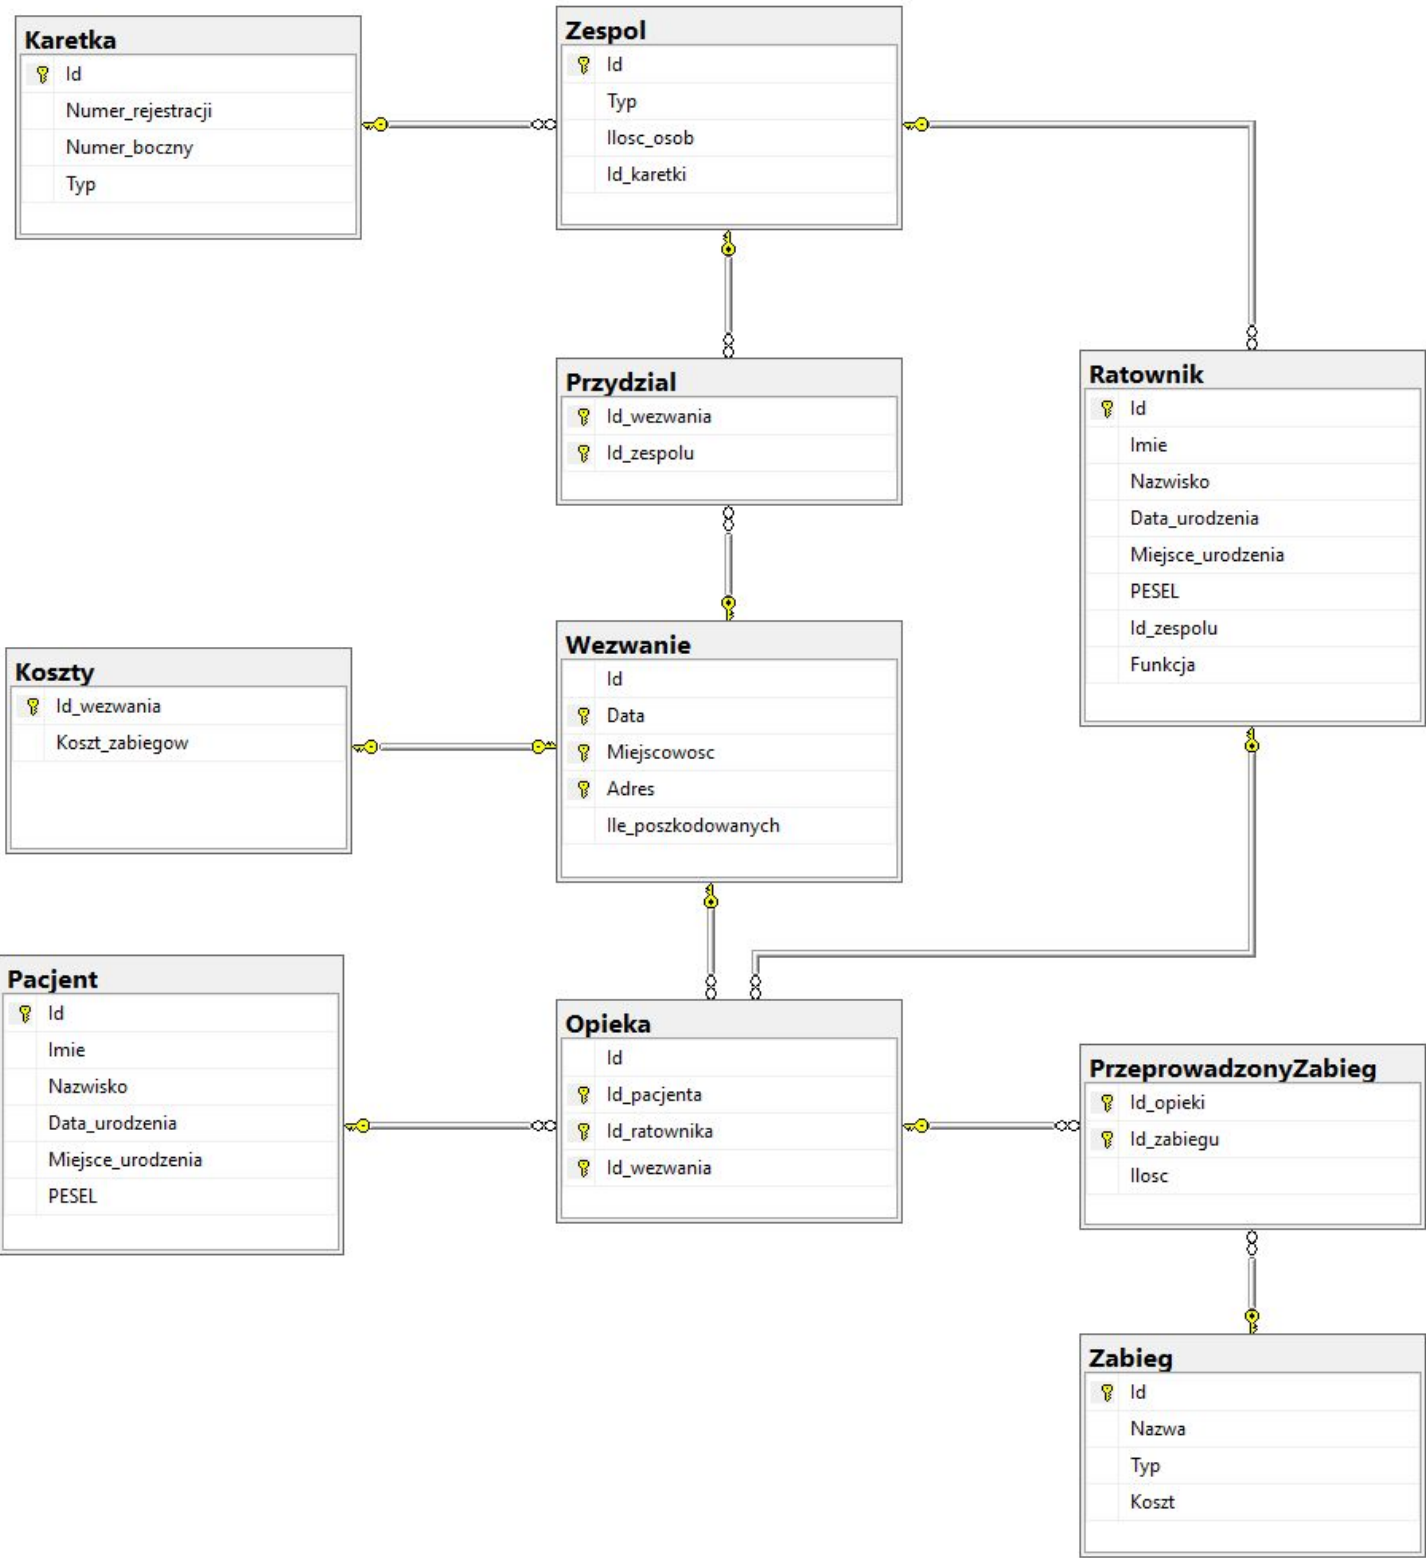 Karetka
Id
Numer_rejestracji
Numer_boczny
Typ
Zespol
Id
Typ
Ilosc_osob
Id_karetki
Przydzial
Id_wezwania
Id_zespolu
Ratownik
Id
Imie
Nazwisko
Data_urodzenia
Miejsce_urodzenia
PESEL
Id_zespolu
Funkcja
Koszty
Id_wezwania
Koszt_zabiegow
Wezwanie
Id
Data
Miejscowosc
Adres
Ile_poszkodowanych
Pacjent
Id
Imie
Nazwisko
Data_urodzenia
Miejsce_urodzenia
PESEL
Opieka
Id
Id_pacjenta
Id_ratownika
Id_wezwania
PrzeprowadzonyZabieg
Id_opieki
Id_zabiegu
Ilosc
Zabieg
Id
Nazwa
Typ
Koszt